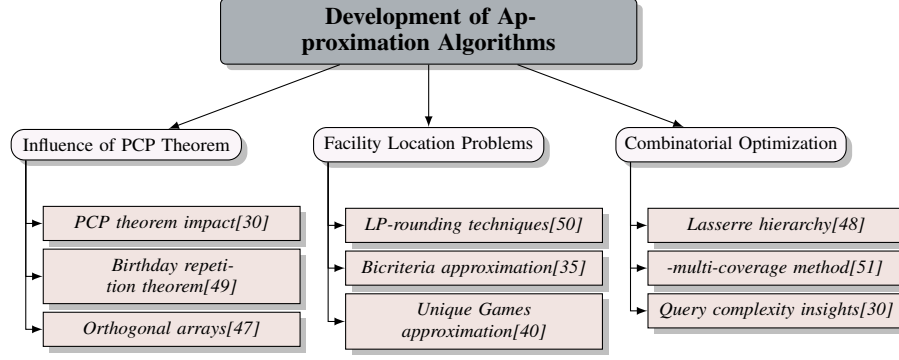 Development of Ap-
proximation Algorithms
Influence of PCP Theorem
Facility Location Problems
Combinatorial Optimization
PCP theorem impact[30]
Birthday repeti-
tion theorem[49]
Orthogonal arrays[47]
LP-rounding techniques[50]
Bicriteria approximation[35]
Unique Games
approximation[40]
Lasserre hierarchy[48]
-multi-coverage method[51]
Query complexity insights[30]